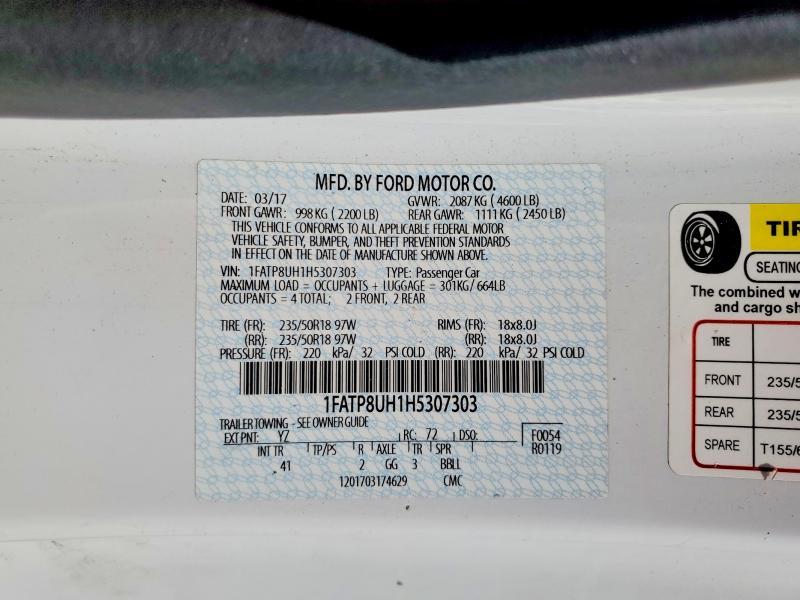 MFD. BY FORD MOTOR CO.
DATE: 03/17 GVWR: 2087 KG ( 4600 LB)
FRONT GAWR: 998 KG ( 2200 LB) REAR GAWR: 1111 KG ( 2450 LB)
THIS VEHICLE CONFORMS TO ALL APPLICABLE FEDERAL MOTOR
VEHICLE SAFETY, BUMPER, AND THEFT PREVENTION STANDARDS
IN EFFECT ON THE DATE OF MANUFACTURE SHOWN ABOVE.
VIN: 1FATP8UH1H5307303 TYPE: Passenger Car
MAXIMUM LOAD = OCCUPANTS + LUGGAGE = 301KG/ 664LB
OCCUPANTS = 4 TOTAL; 2 FRONT, 2 REAR
TIRE (FR): 235/50R18 97W RIMS (FR): 18x8.0J
(RR): 235/50R18 97W (RR): 18x8.0J
PRESSURE (FR): 220 kPa/ 32 PSI COLD (RR): 220 kPa/ 32 PSI COLD
1FATP8UH1H5307303
TRAILER TOWING - SEE OWNER GUIDE
EXT PNT: YZ RC: 72 DSO: F0054
INT TR TP/PS R AXLE TR SPR R0119
41 2 GG 3 BBLL
1201703174629 CMC
TIR
SEATING
The combined w
and cargo sh
TIRE
FRONT 235/5
REAR 235/5
SPARE T155/6